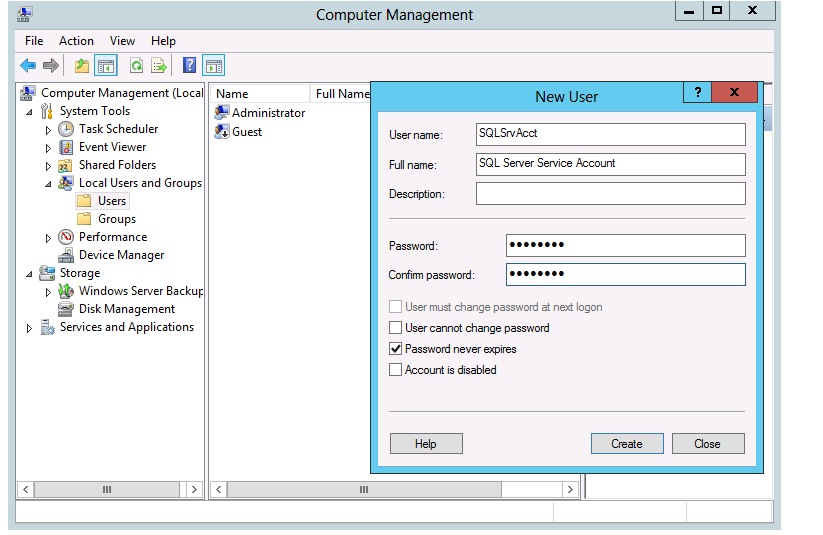 Computer Management
File Action View Help
Computer Management (Local
System Tools
Task Scheduler
Event Viewer
Shared Folders
Local Users and Groups
Users
Groups
Performance
Device Manager
Storage
Windows Server Backup
Disk Management
Services and Applications
Name Full Name
Administrator
Guest
New User
User name: SQLSrvAcct
Full name: SQL Server Service Account
Description:
Password: ●●●●●●●●
Confirm password: ●●●●●●●●
User must change password at next logon
User cannot change password
Password never expires
Account is disabled
Help Create Close